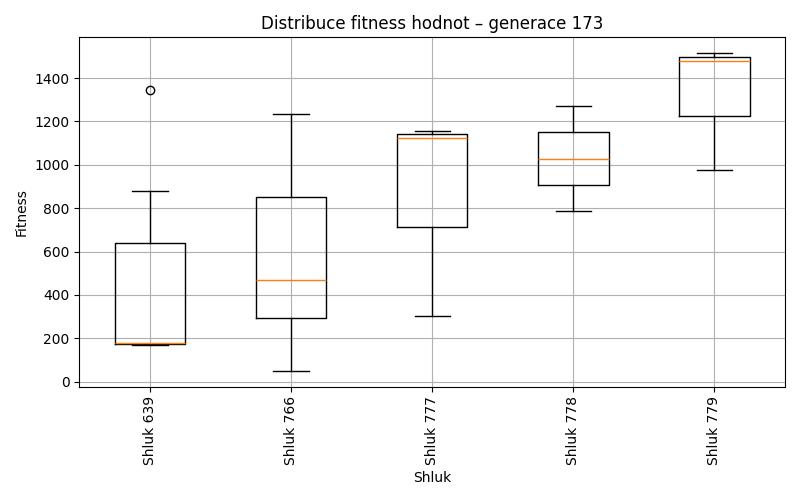 Distribuce fitness hodnot – generace 173
Fitness
1400
1200
1000
800
600
400
200
0
Shluk 639
Shluk 766
Shluk 777
Shluk 778
Shluk 779
Shluk